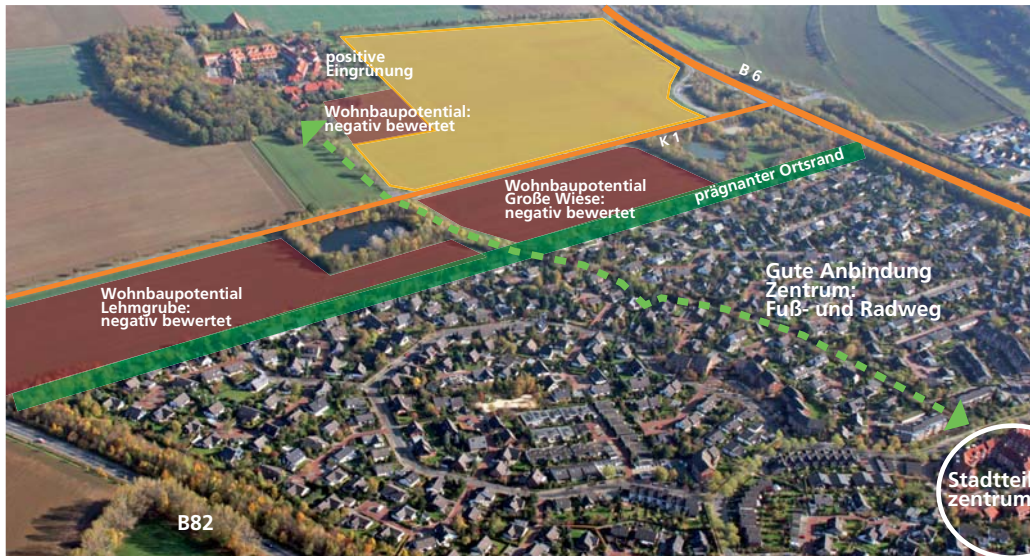 positive
Eingrünung
B 6
Wohnbaupotential:
negativ bewertet
K 1
prägnanter Ortsrand
Wohnbaupotential
Große Wiese:
negativ bewertet
Gute Anbindung
Zentrum:
Fuß- und Radweg
Wohnbaupotential
Lehmgrube:
negativ bewertet
Stadtteil
zentrum
B82